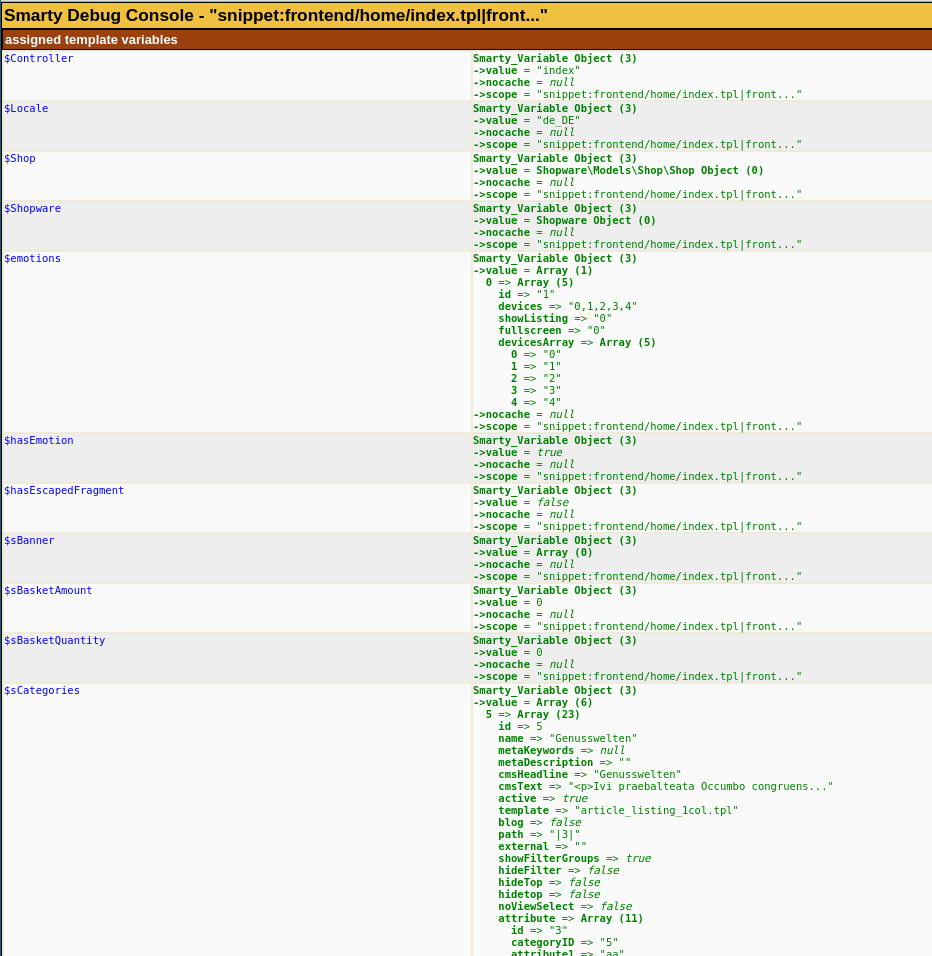 Smarty Debug Console - "snippet:frontend/home/index.tpl|front..."
assigned template variables
$Controller
Smarty_Variable Object (3)
->value = "index"
->nocache = null
->scope = "snippet:frontend/home/index.tpl|front..."
$Locale
Smarty_Variable Object (3)
->value = "de_DE"
->nocache = null
->scope = "snippet:frontend/home/index.tpl|front..."
$Shop
Smarty_Variable Object (3)
->value = Shopware\Models\Shop\Shop Object (0)
->nocache = null
->scope = "snippet:frontend/home/index.tpl|front..."
$Shopware
Smarty_Variable Object (3)
->value = Shopware Object (0)
->nocache = null
->scope = "snippet:frontend/home/index.tpl|front..."
$emotions
Smarty_Variable Object (3)
->value = Array (1)
0 => Array (5)
id => "1"
devices => "0,1,2,3,4"
showListing => "0"
fullscreen => "0"
devicesArray => Array (5)
0 => "0"
1 => "1"
2 => "2"
3 => "3"
4 => "4"
->nocache = null
->scope = "snippet:frontend/home/index.tpl|front..."
$hasEmotion
Smarty_Variable Object (3)
->value = true
->nocache = null
->scope = "snippet:frontend/home/index.tpl|front..."
$hasEscapedFragment
Smarty_Variable Object (3)
->value = false
->nocache = null
->scope = "snippet:frontend/home/index.tpl|front..."
$sBanner
Smarty_Variable Object (3)
->value = Array (0)
->nocache = null
->scope = "snippet:frontend/home/index.tpl|front..."
$sBasketAmount
Smarty_Variable Object (3)
->value = 0
->nocache = null
->scope = "snippet:frontend/home/index.tpl|front..."
$sBasketQuantity
Smarty_Variable Object (3)
->value = 0
->nocache = null
->scope = "snippet:frontend/home/index.tpl|front..."
$sCategories
Smarty_Variable Object (3)
->value = Array (6)
5 => Array (23)
id => 5
name => "Genusswelten"
metaKeywords => null
metaDescription => ""
cmsHeadline => "Genusswelten"
cmsText => "<p>Ivi praebalteata Occumbo congruens..."
active => true
template => "article_listing_1col.tpl"
blog => false
path => "|3|"
external => ""
showFilterGroups => true
hideFilter => false
hideTop => false
hidetop => false
noViewSelect => false
attribute => Array (11)
id => "3"
categoryID => "5"
attribute1 => "aa"